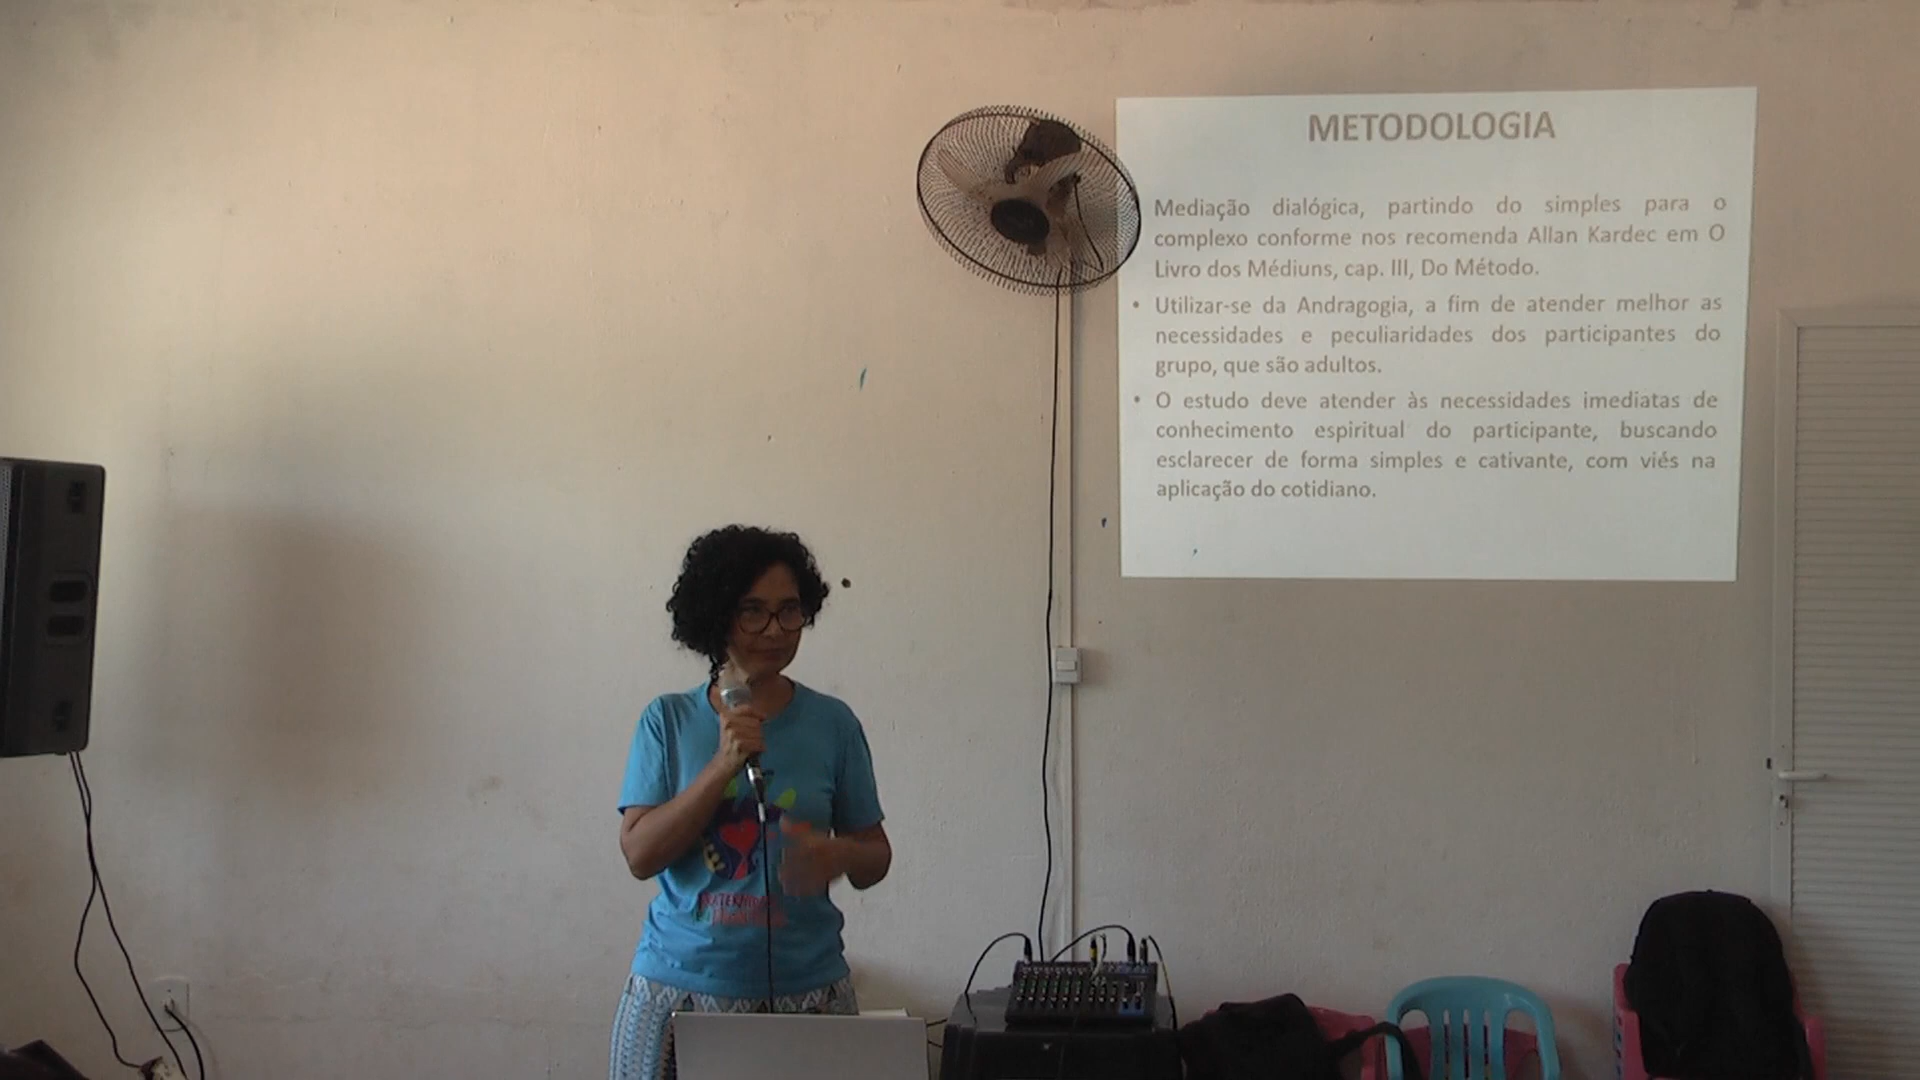 METODOLOGIA
Mediação dialógica, partindo do simples para o
complexo conforme nos recomenda Allan Kardec em O
Livro dos Médiuns, cap. III, Do Método.
• Utilizar-se da Andragogia, a fim de atender melhor as
necessidades e peculiaridades dos participantes do
grupo, que são adultos.
• O estudo deve atender às necessidades imediatas de
conhecimento espiritual do participante, buscando
esclarecer de forma simples e cativante, com viés na
aplicação do cotidiano.